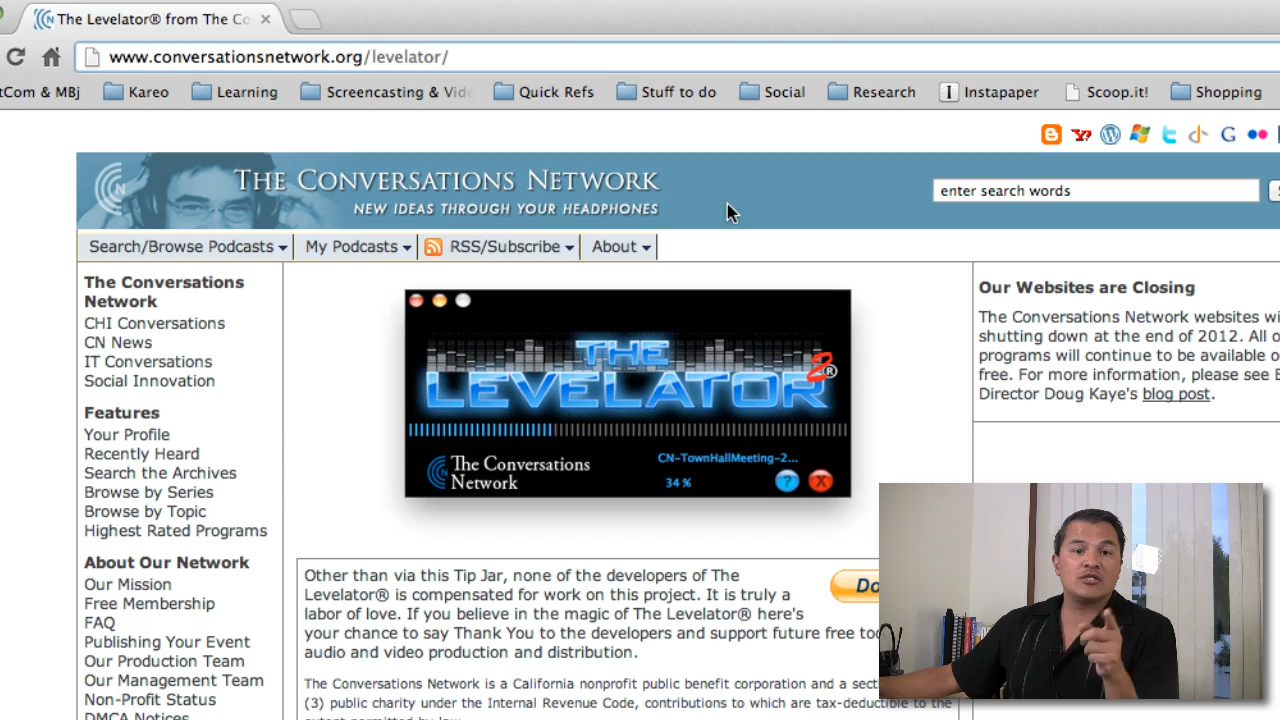 The Levelator® from The Co
www.conversationsnetwork.org/levelator/
tCom & MBJ Kareo Learning Screencasting & Vide Quick Refs Stuff to do Social Research Instapaper Scoop.it! Shopping
THE CONVERSATIONS NETWORK
NEW IDEAS THROUGH YOUR HEADPHONES
enter search words
Search/Browse Podcasts My Podcasts RSS/Subscribe About
The Conversations
Network
CHI Conversations
CN News
IT Conversations
Social Innovation
Features
Your Profile
Recently Heard
Search the Archives
Browse by Series
Browse by Topic
Highest Rated Programs
About Our Network
Our Mission
Free Membership
FAQ
Publishing Your Event
Our Production Team
Our Management Team
Non-Profit Status
DMCA Notices
THE
LEVELATOR 2®
The Conversations
Network
CN-TownHallMeeting-2...
34 %
? X
Other than via this Tip Jar, none of the developers of The
Levelator® is compensated for work on this project. It is truly a
labor of love. If you believe in the magic of The Levelator® here's
your chance to say Thank You to the developers and support future free too
audio and video production and distribution.
Do
The Conversations Network is a California nonprofit public benefit corporation and a sect
(3) public charity under the Internal Revenue Code, contributions to which are tax-deductible to the
extent permitted by law.
Our Websites are Closing
The Conversations Network websites wi
shutting down at the end of 2012. All o
programs will continue to be available o
free. For more information, please see E
Director Doug Kaye's blog post.